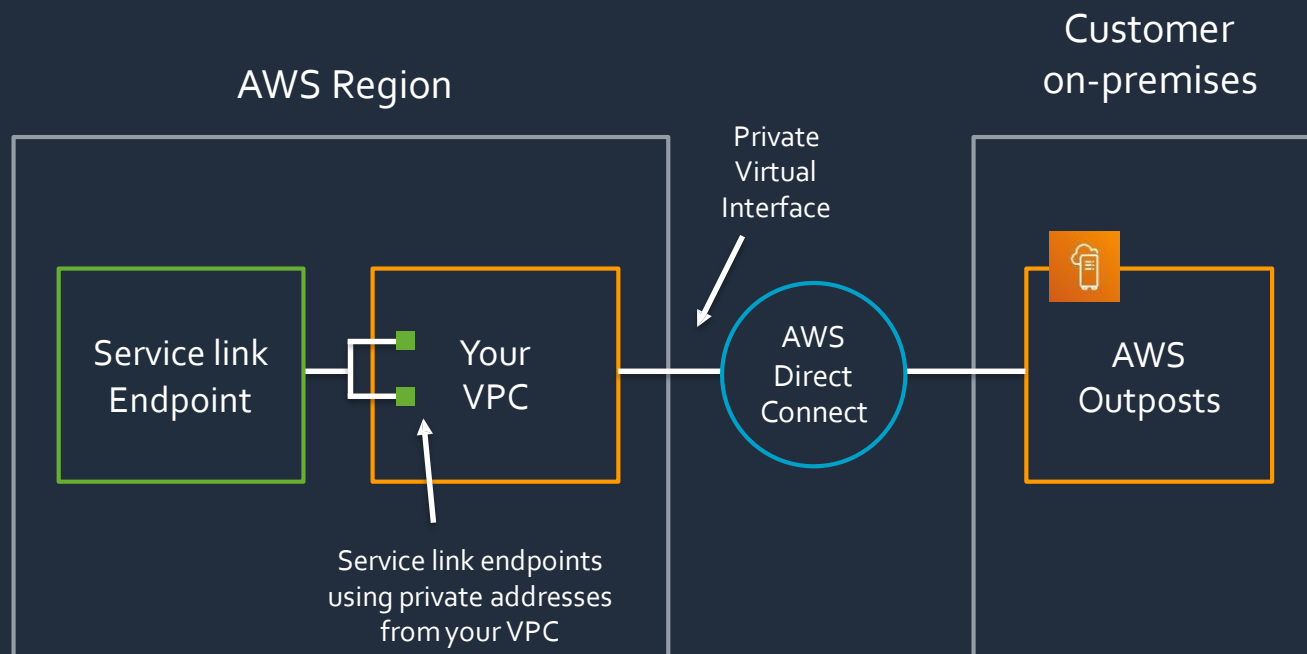 AWS Region
Customer
on-premises
Private
Virtual
Interface
Service link
Endpoint
Your
VPC
AWS
Direct
Connect
AWS
Outposts
Service link endpoints
using private addresses
from your VPC